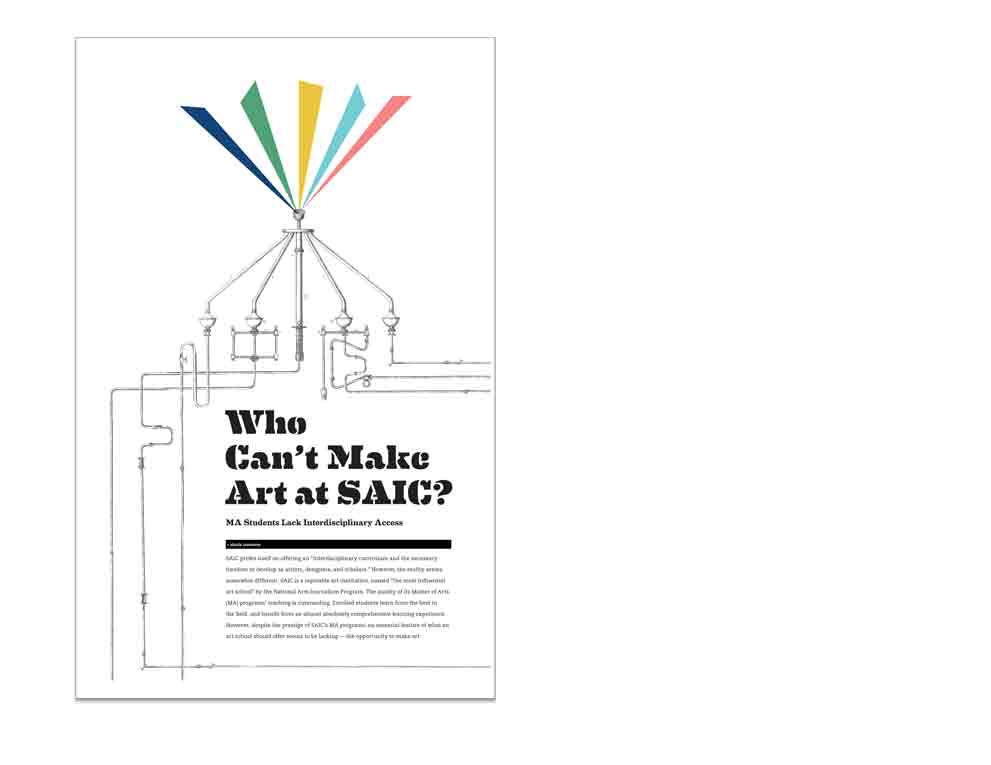 Who
Can't Make
Art at SAIC?
MA Students Lack Interdisciplinary Access
SAIC prides itself on offering an "interdisciplinary curriculum and the necessary
freedom to develop as artists, designers, and scholars." However, the reality seems
somewhat different. SAIC is a reputable art institution, named "the most influential
art school" by the National Arts Journalism Program. The quality of its Master of Arts
(MA) programs' teaching is outstanding. Enrolled students learn from the best in
the field, and benefit from an almost absolutely comprehensive learning experience.
However, despite the prestige of SAIC's MA programs, an essential feature of what an
art school should offer seems to be lacking — the opportunity to make art